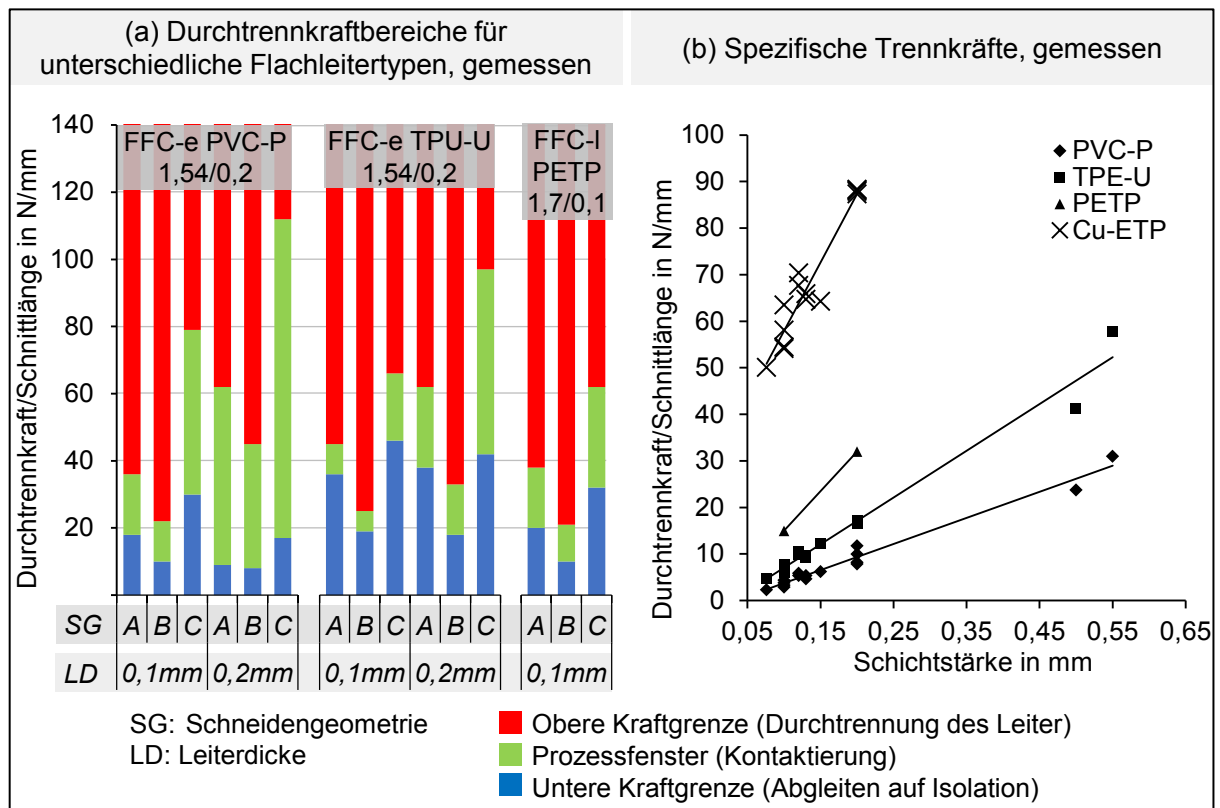 (a) Durchtrennkraftbereiche für
unterschiedliche Flachleitertypen, gemessen
Durchtrennkraft/Schnittlänge in N/mm
140
120
100
80
60
40
20
FFC-e PVC-P
1,54/0,2
FFC-e TPU-U
1,54/0,2
FFC-l
PETP
1,7/0,1
SG A B C A B C A B C A B C A B C
LD 0,1mm 0,2mm 0,1mm 0,2mm 0,1mm
SG: Schneidengeometrie
LD: Leiterdicke
Obere Kraftgrenze (Durchtrennung des Leiter)
Prozessfenster (Kontaktierung)
Untere Kraftgrenze (Abgleiten auf Isolation)
(b) Spezifische Trennkräfte, gemessen
Durchtrennkraft/Schnittlänge in N/mm
100
90
80
70
60
50
40
30
20
10
0
PVC-P
TPE-U
PETP
Cu-ETP
0,05 0,15 0,25 0,35 0,45 0,55 0,65
Schichtstärke in mm